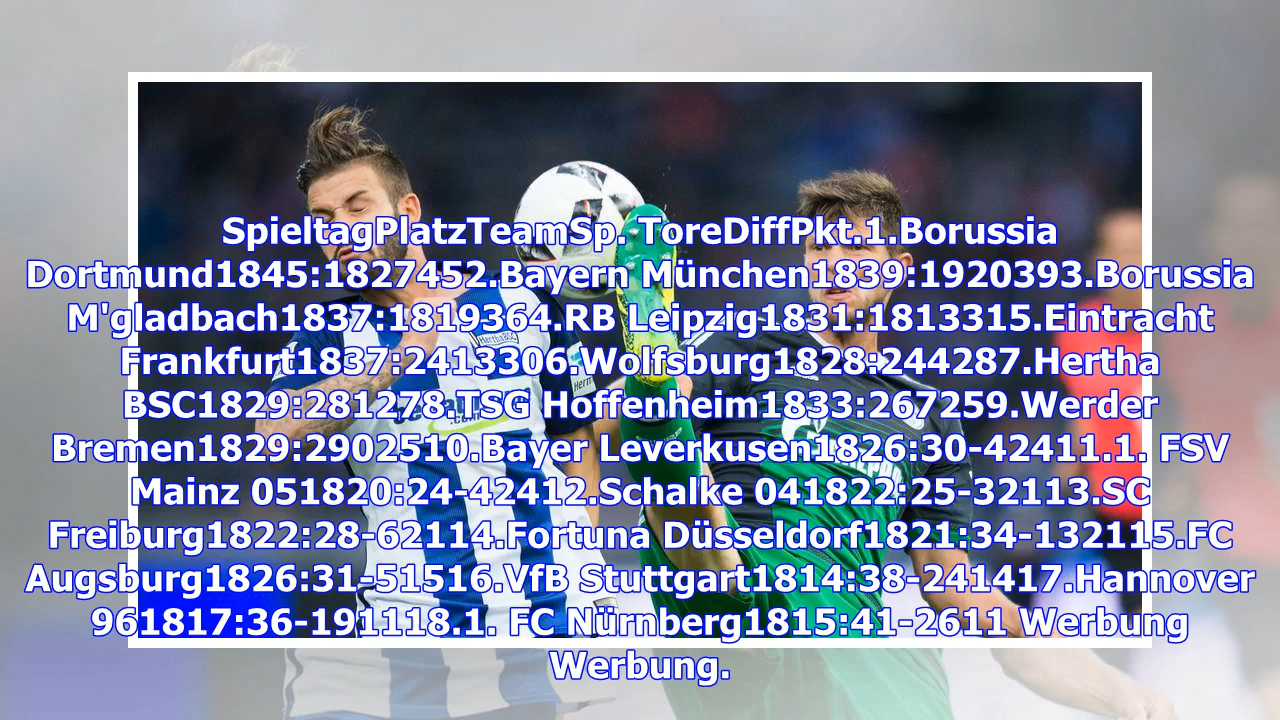 SpieltagPlatzTeamSp. ToreDiffPkt.1.Borussia
Dortmund1845:1827452.Bayern München1839:1920393.Borussia
M'gladbach1837:1819364.RB Leipzig1831:1813315.Eintracht
Frankfurt1837:2413306.Wolfsburg1828:244287.Hertha
BSC1829:281278.TSG Hoffenheim1833:267259.Werder
Bremen1829:2902510.Bayer Leverkusen1826:30-42411.1. FSV
Mainz 051820:24-42412.Schalke 041822:25-32113.SC
Freiburg1822:28-62114.Fortuna Düsseldorf1821:34-132115.FC
Augsburg1826:31-51516.VfB Stuttgart1814:38-241417.Hannover
961817:36-191118.1. FC Nürnberg1815:41-2611 Werbung
Werbung.